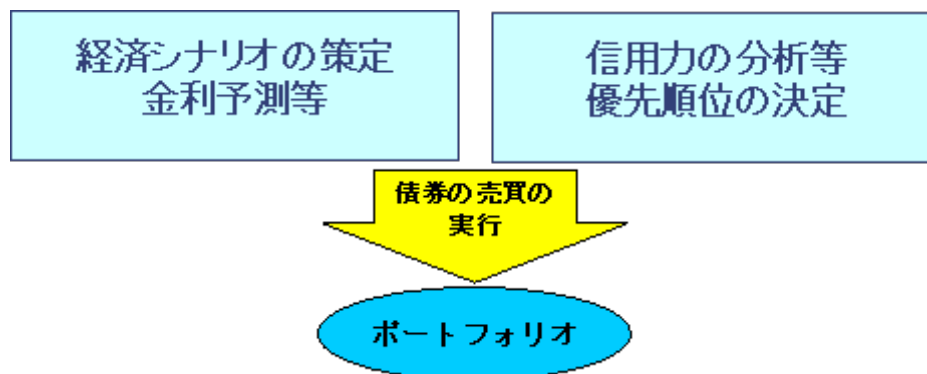 経済シナリオの策定
金利予測等
信用力の分析等
優先順位の決定
債券の売買の
実行
ポートフォリオ